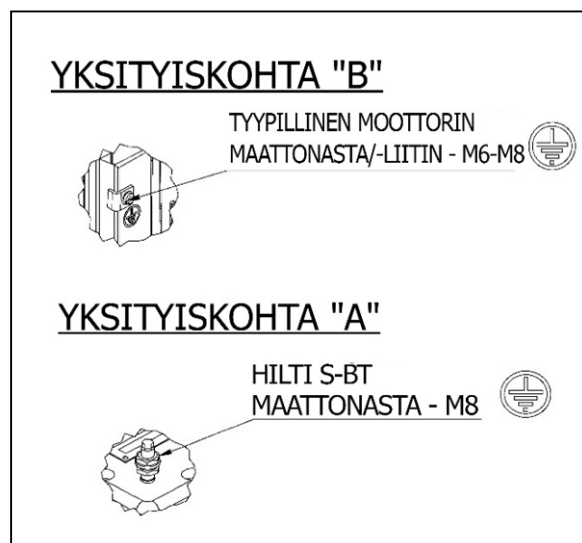 YKSITYISKOHTA "B"
TYYPILLINEN MOOTTORIN
MAATTONASTA/-LIITIN - M6-M8
YKSITYISKOHTA "A"
HILTI S-BT
MAATTONASTA - M8